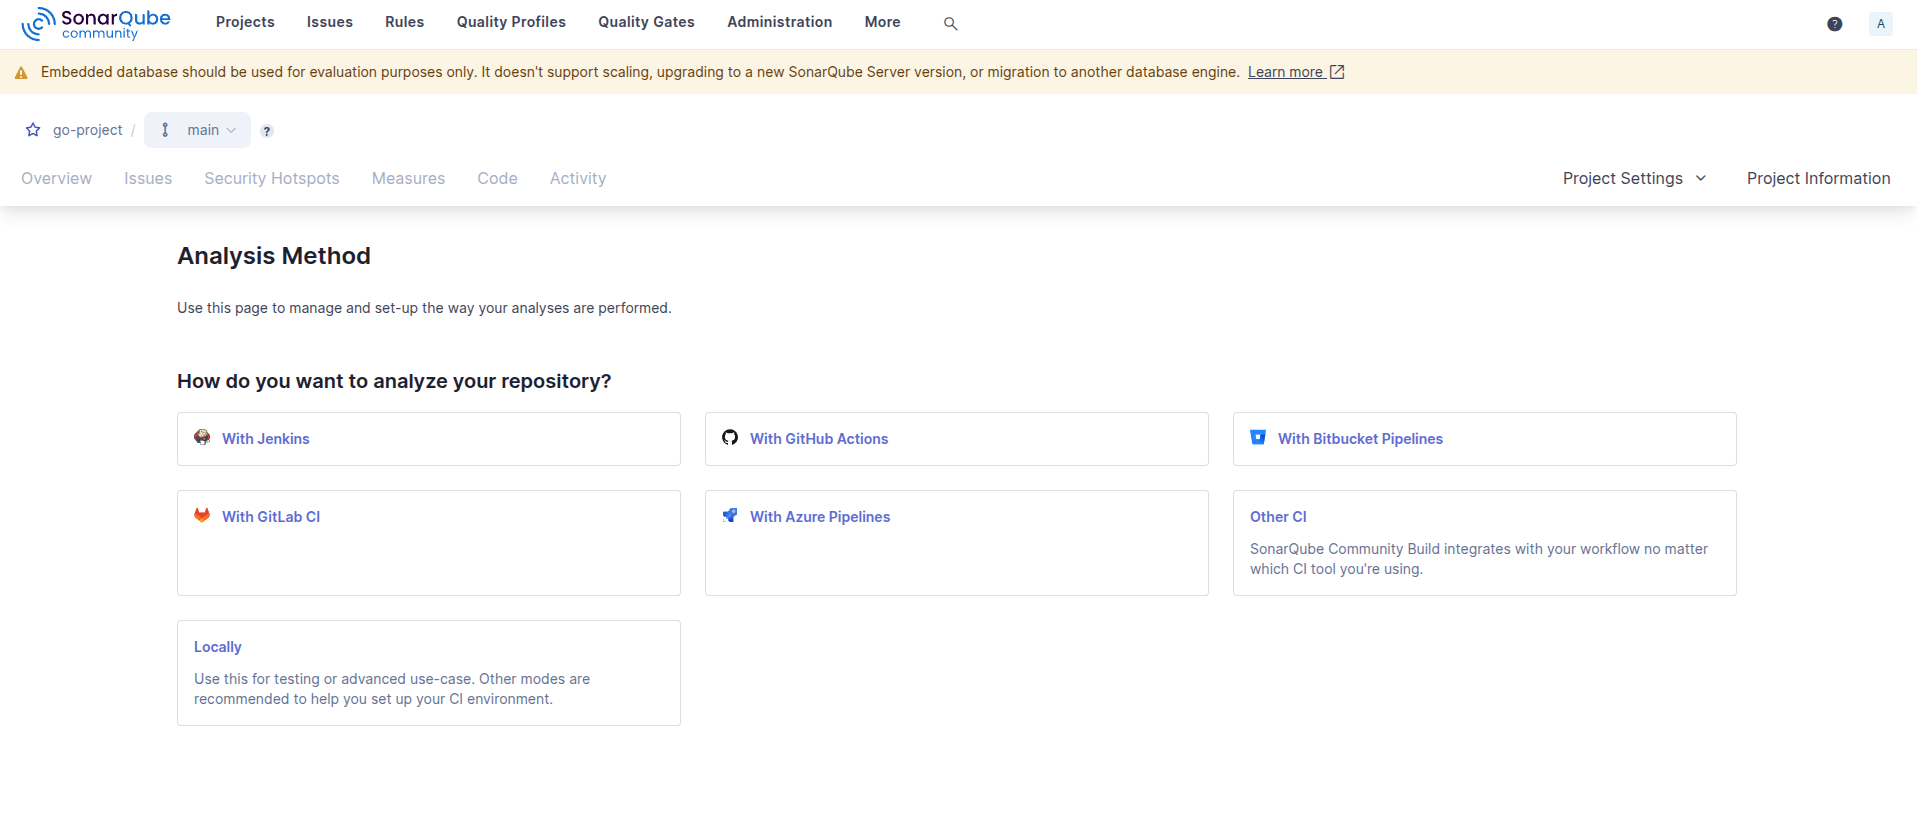 SonarQube community
Projects Issues Rules Quality Profiles Quality Gates Administration More ? A
Embedded database should be used for evaluation purposes only. It doesn't support scaling, upgrading to a new SonarQube Server version, or migration to another database engine. Learn more
go-project / main ?
Overview Issues Security Hotspots Measures Code Activity Project Settings Project Information
Analysis Method
Use this page to manage and set-up the way your analyses are performed.
How do you want to analyze your repository?
With Jenkins
With GitHub Actions
With Bitbucket Pipelines
With GitLab CI
With Azure Pipelines
Other CI
SonarQube Community Build integrates with your workflow no matter
which CI tool you're using.
Locally
Use this for testing or advanced use-case. Other modes are
recommended to help you set up your CI environment.